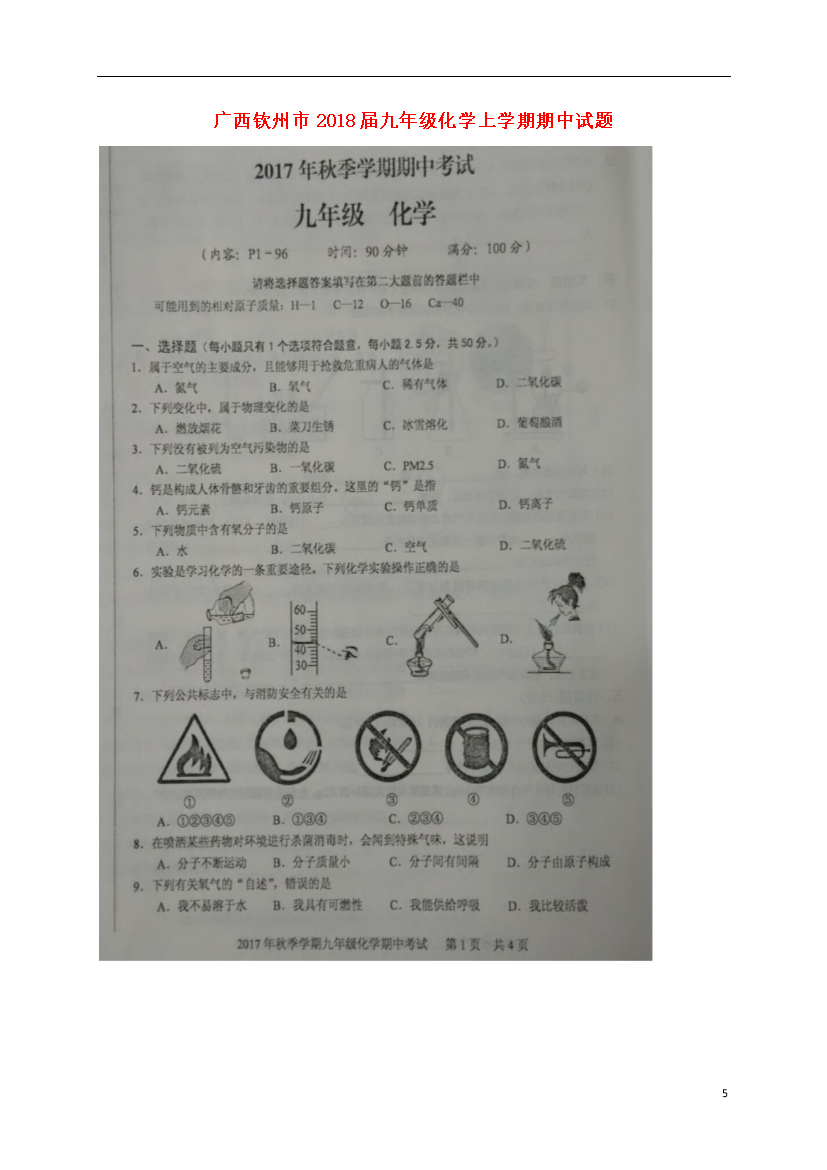 广西钦州市2018届九年级化学上学期期中试题
2017年秋季学期期中考试
九年级 化学
(内容：P1-96 时间：90分钟 满分：100分)
请将选择题答案填写在第二大题前的答题栏中
可能用到的相对原子质量：H—1 C—12 O—16 Ca—40
一、选择题(每小题只有1个选项符合题意，每小题2.5分，共50分。)
1．属于空气的主要成分，且能够用于抢救危重病人的气体是
A．氮气 B．氧气 C．稀有气体 D．二氧化碳
2．下列变化中，属于物理变化的是
A．燃放烟花 B．菜刀生锈 C．冰雪熔化 D．葡萄酿酒
3．下列没有被列为空气污染物的是
A．二氧化硫 B．一氧化碳 C．PM2.5 D．氮气
4．钙是构成人体骨骼和牙齿的重要组分，这里的“钙”是指
A．钙元素 B．钙原子 C．钙单质 D．钙离子
5．下列物质中含有氧分子的是
A．水 B．二氧化碳 C．空气 D．二氧化硫
6．实验是学习化学的一条重要途径。下列化学实验操作正确的是
60
50
40
30
A． B． C． D．
7．下列公共标志中，与消防安全有关的是
① ② ③ ④ ⑤
A．①②③④⑤ B．①③④ C．②③④ D．③④⑤
8．在喷洒某些药物对环境进行杀菌消毒时，会闻到特殊气味，这说明
A．分子不断运动 B．分子质量小 C．分子间有间隔 D．分子由原子构成
9．下列有关氧气的“自述”，错误的是
A．我不易溶于水 B．我具有可燃性 C．我能供给呼吸 D．我比较活泼
2017年秋季学期九年级化学期中考试 第1页 共4页
5